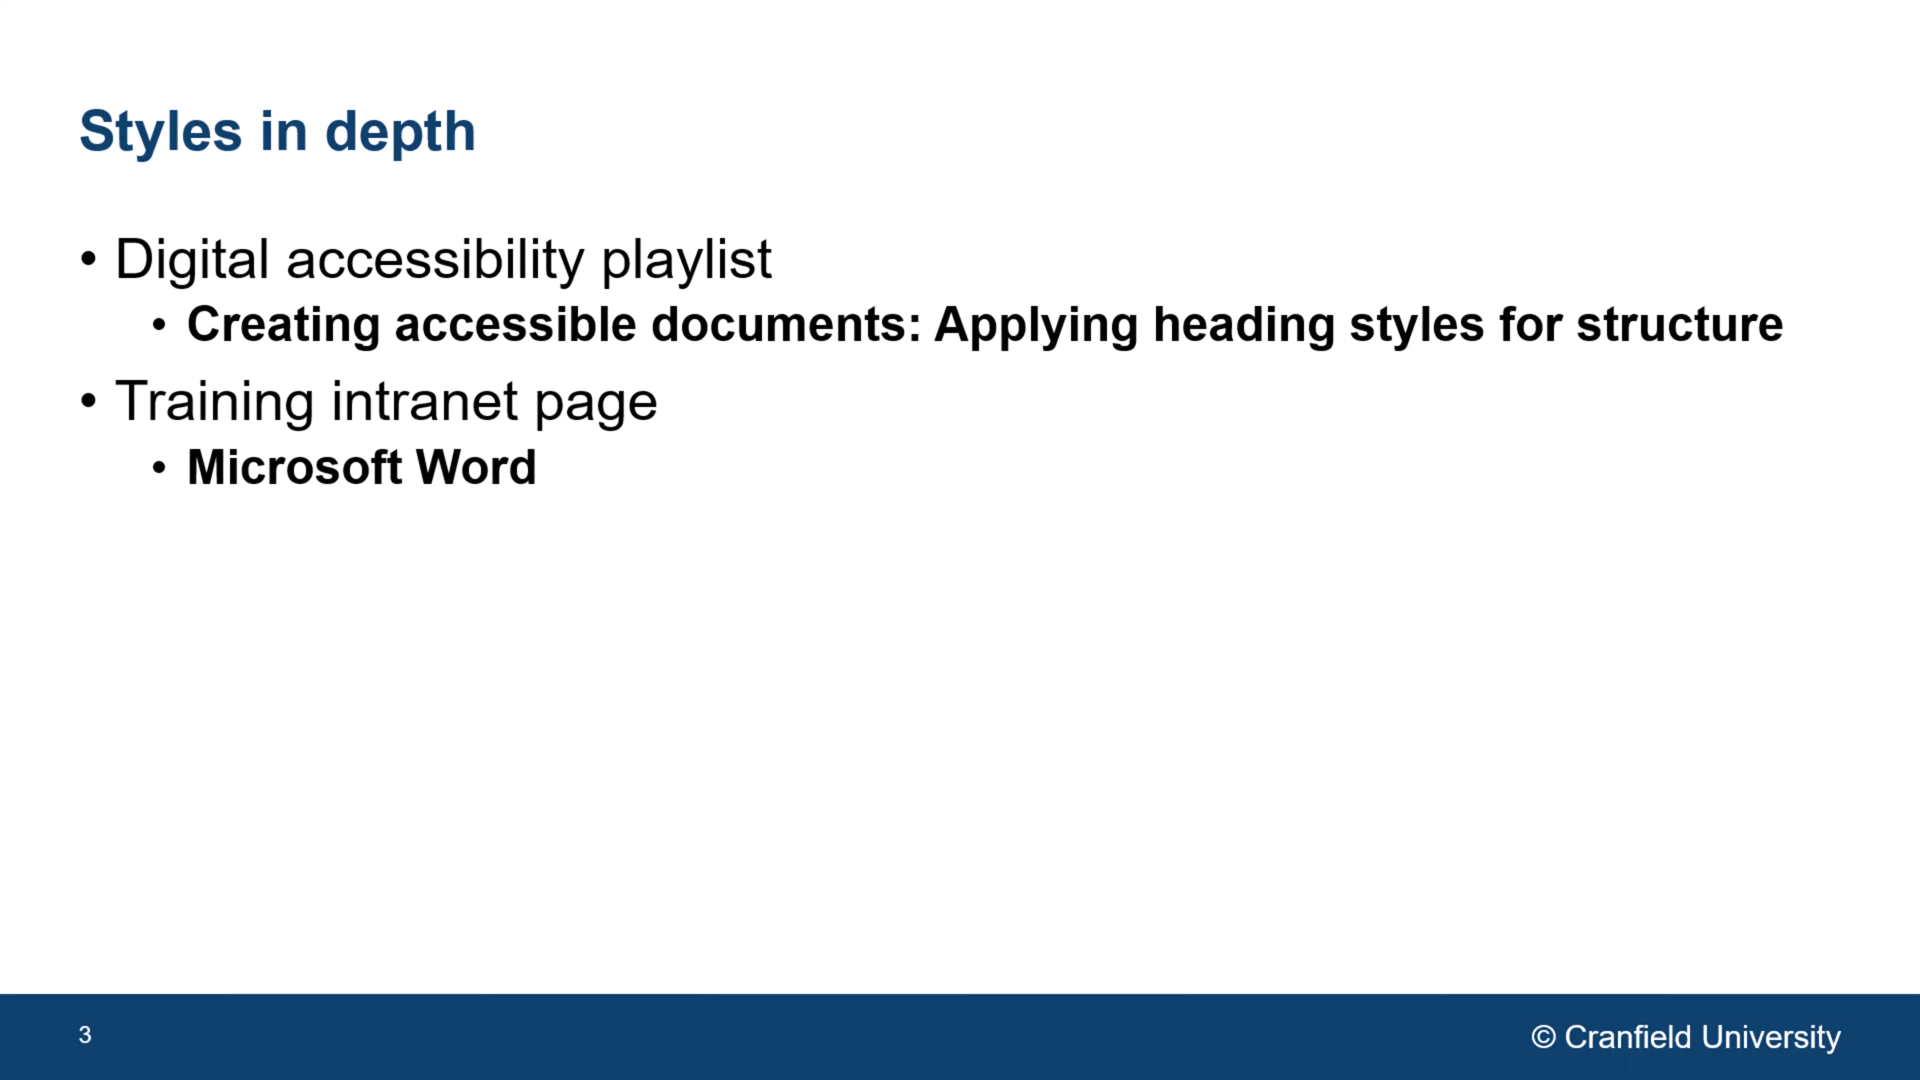 Styles in depth
• Digital accessibility playlist
• Creating accessible documents: Applying heading styles for structure
• Training intranet page
• Microsoft Word
3
© Cranfield University